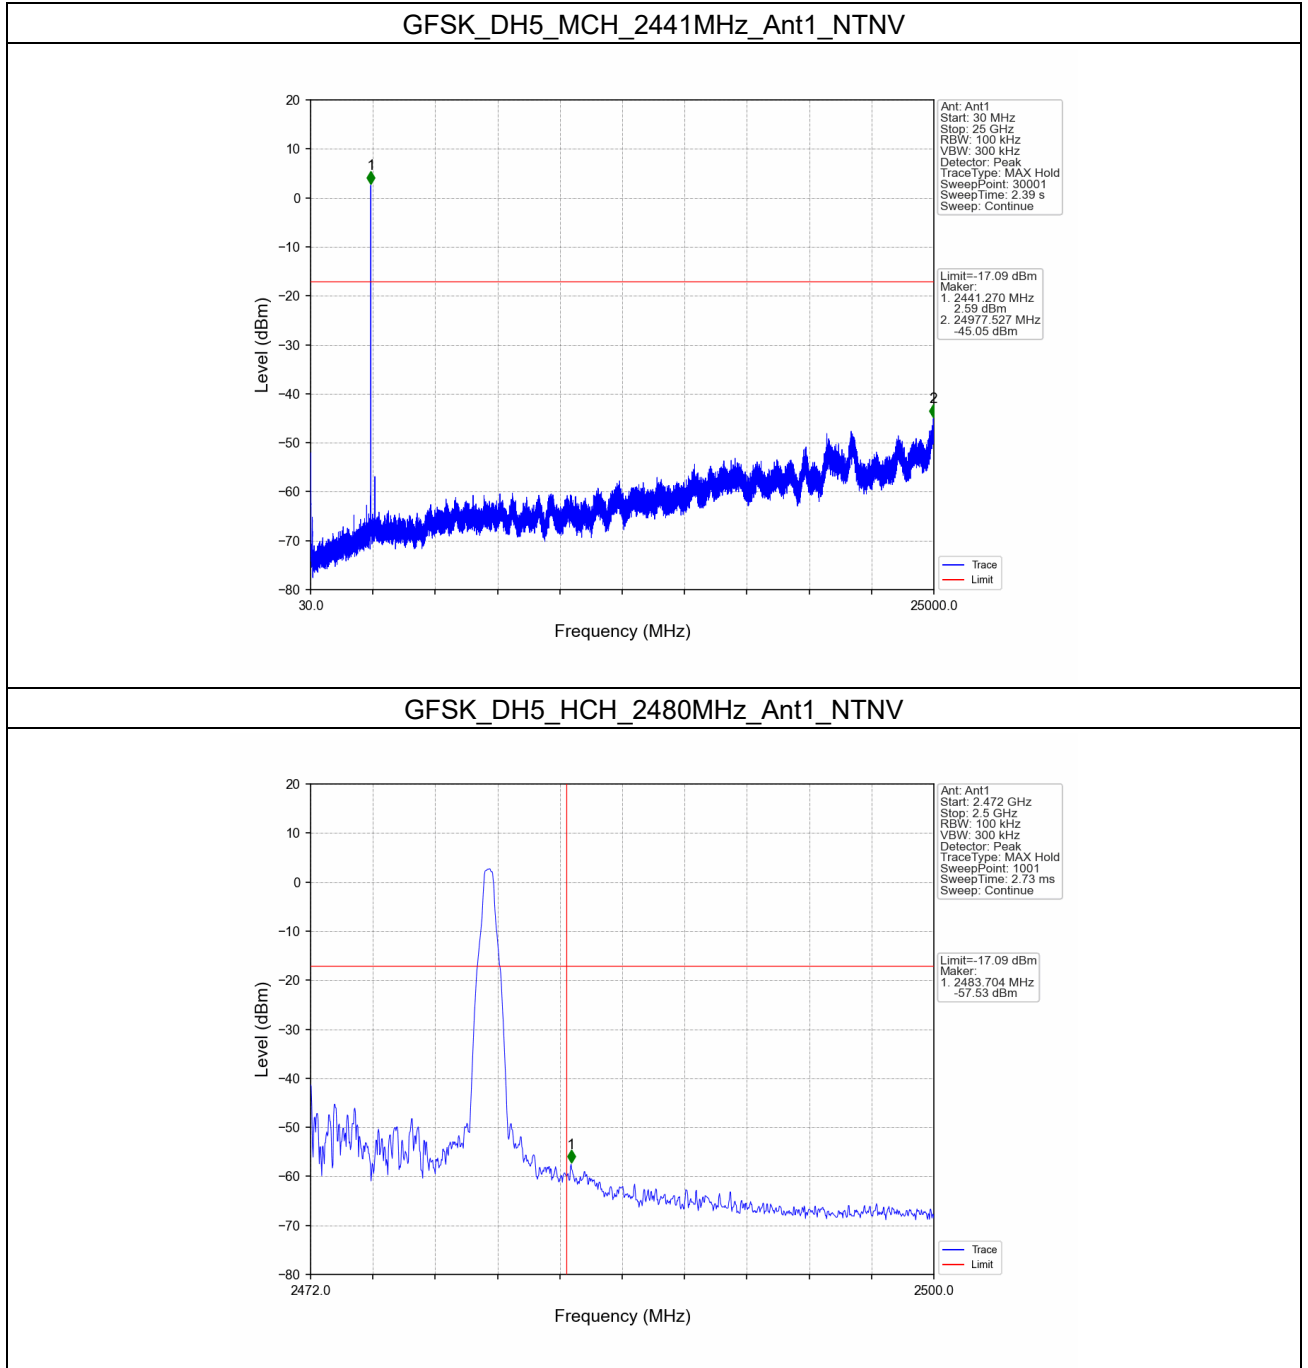 GFSK_DH5_MCH_2441MHz_Ant1_NTNV
20
10
0
−10
−20
−30
−40
−50
−60
−70
−80
Level (dBm)
30.0
25000.0
Frequency (MHz)
1
2
Ant: Ant1
Start: 30 MHz
Stop: 25 GHz
RBW: 100 kHz
VBW: 300 kHz
Detector: Peak
TraceType: MAX Hold
SweepPoint: 30001
SweepTime: 2.39 s
Sweep: Continue
Limit=-17.09 dBm
Maker:
1. 2441.270 MHz
2.59 dBm
2. 24977.527 MHz
-45.05 dBm
Trace
Limit
GFSK_DH5_HCH_2480MHz_Ant1_NTNV
20
10
0
−10
−20
−30
−40
−50
−60
−70
−80
Level (dBm)
2472.0
2500.0
Frequency (MHz)
1
Ant: Ant1
Start: 2.472 GHz
Stop: 2.5 GHz
RBW: 100 kHz
VBW: 300 kHz
Detector: Peak
TraceType: MAX Hold
SweepPoint: 1001
SweepTime: 2.73 ms
Sweep: Continue
Limit=-17.09 dBm
Maker:
1. 2483.704 MHz
-57.53 dBm
Trace
Limit